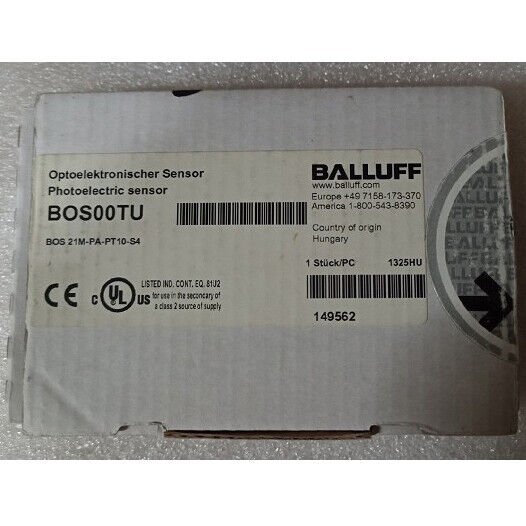 Optoelektronischer Sensor
Photoelectric sensor
BOS00TU
BOS 21M-PA-PT10-S4
CE
C UL US
LISTED IND. CONT. EQ. 81U2
for use in the secondary of
a class 2 source of supply
BALLUFF
www.balluff.com
Europe +49 7158-173-370
America 1-800-543-8390
Country of origin
Hungary
1 Stück/PC 1325HU
149562